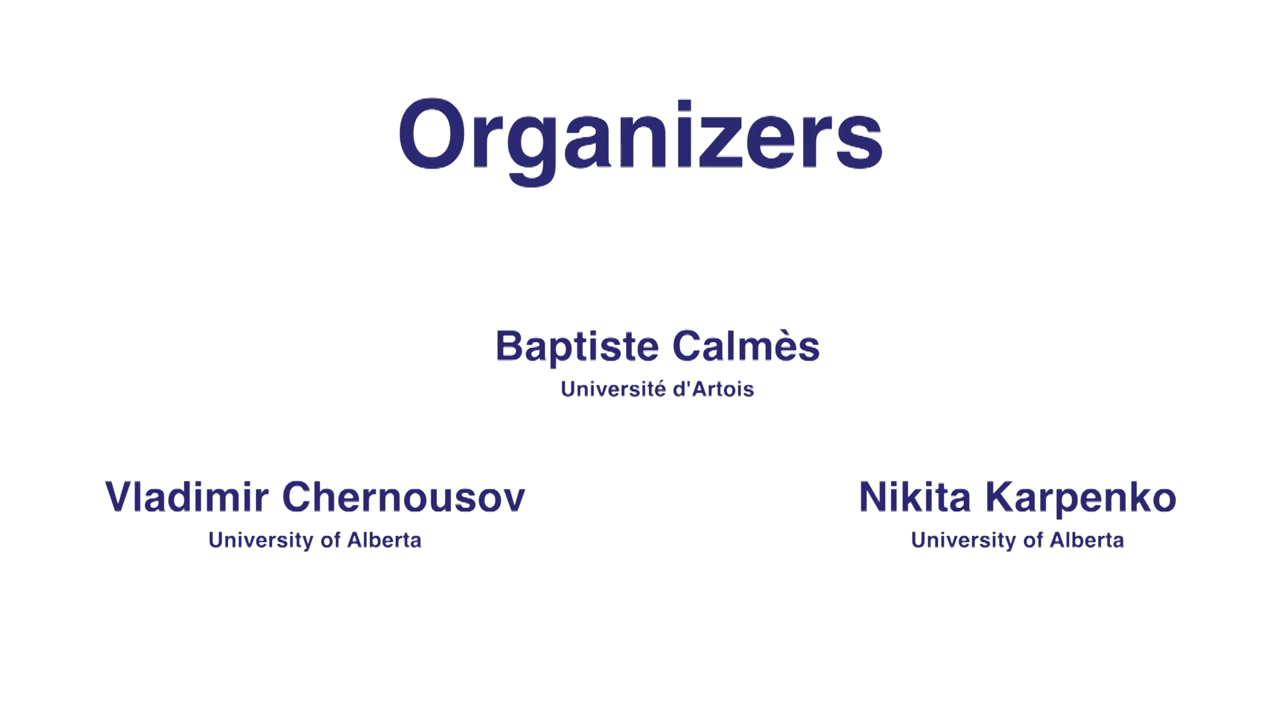 Organizers
Baptiste Calmès
Université d'Artois
Vladimir Chernousov
University of Alberta
Nikita Karpenko
University of Alberta